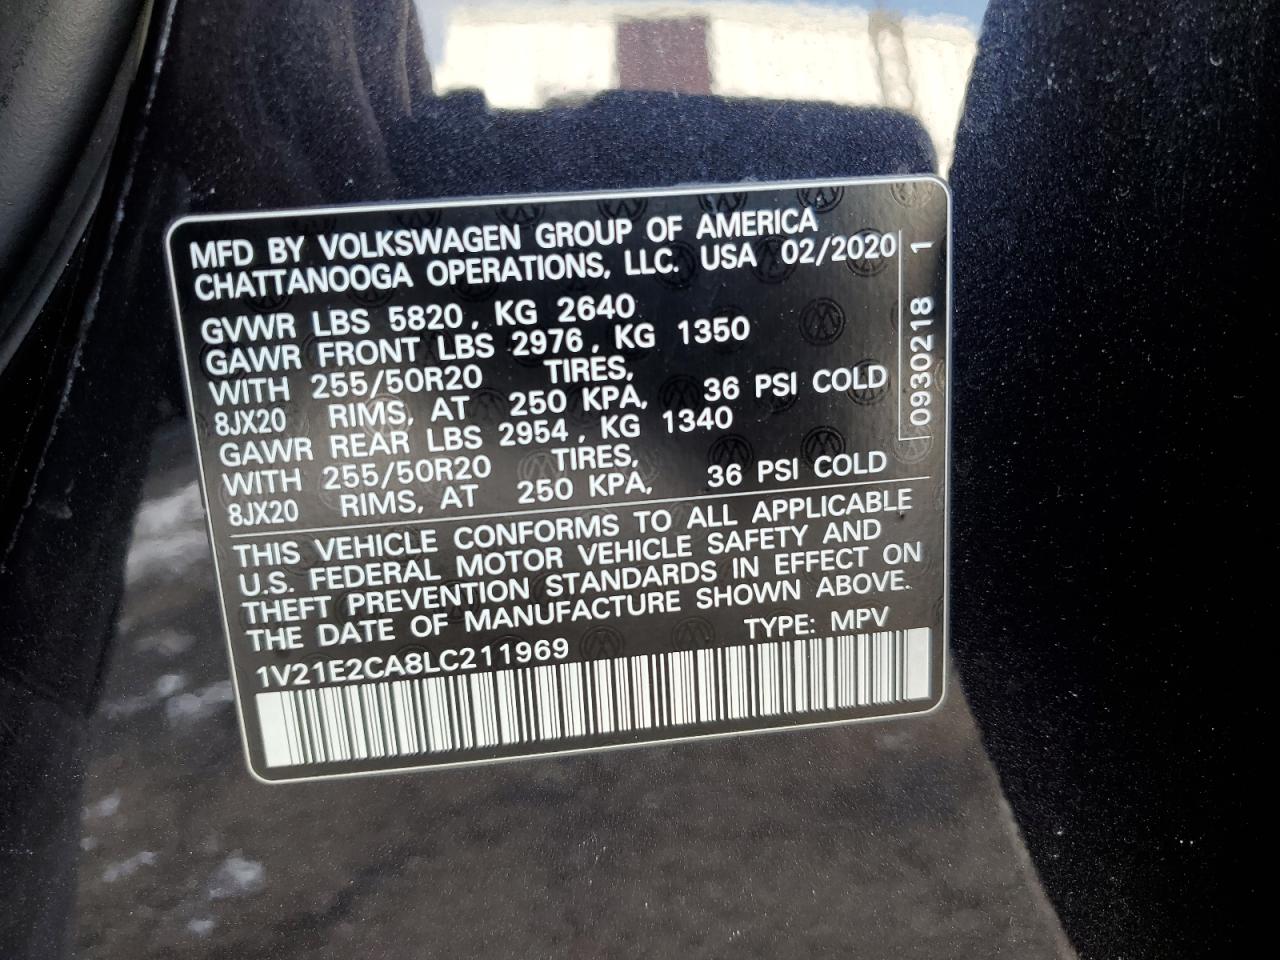 MFD BY VOLKSWAGEN GROUP OF AMERICA
CHATTANOOGA OPERATIONS, LLC. USA 02/2020
GVWR LBS 5820, KG 2640
GAWR FRONT LBS 2976, KG 1350
WITH 255/50R20 TIRES,
8JX20 RIMS, AT 250 KPA, 36 PSI COLD
GAWR REAR LBS 2954, KG 1340
WITH 255/50R20 TIRES,
8JX20 RIMS, AT 250 KPA, 36 PSI COLD
THIS VEHICLE CONFORMS TO ALL APPLICABLE
U.S. FEDERAL MOTOR VEHICLE SAFETY AND
THEFT PREVENTION STANDARDS IN EFFECT ON
THE DATE OF MANUFACTURE SHOWN ABOVE.
1V21E2CA8LC211969 TYPE: MPV
0930218 1